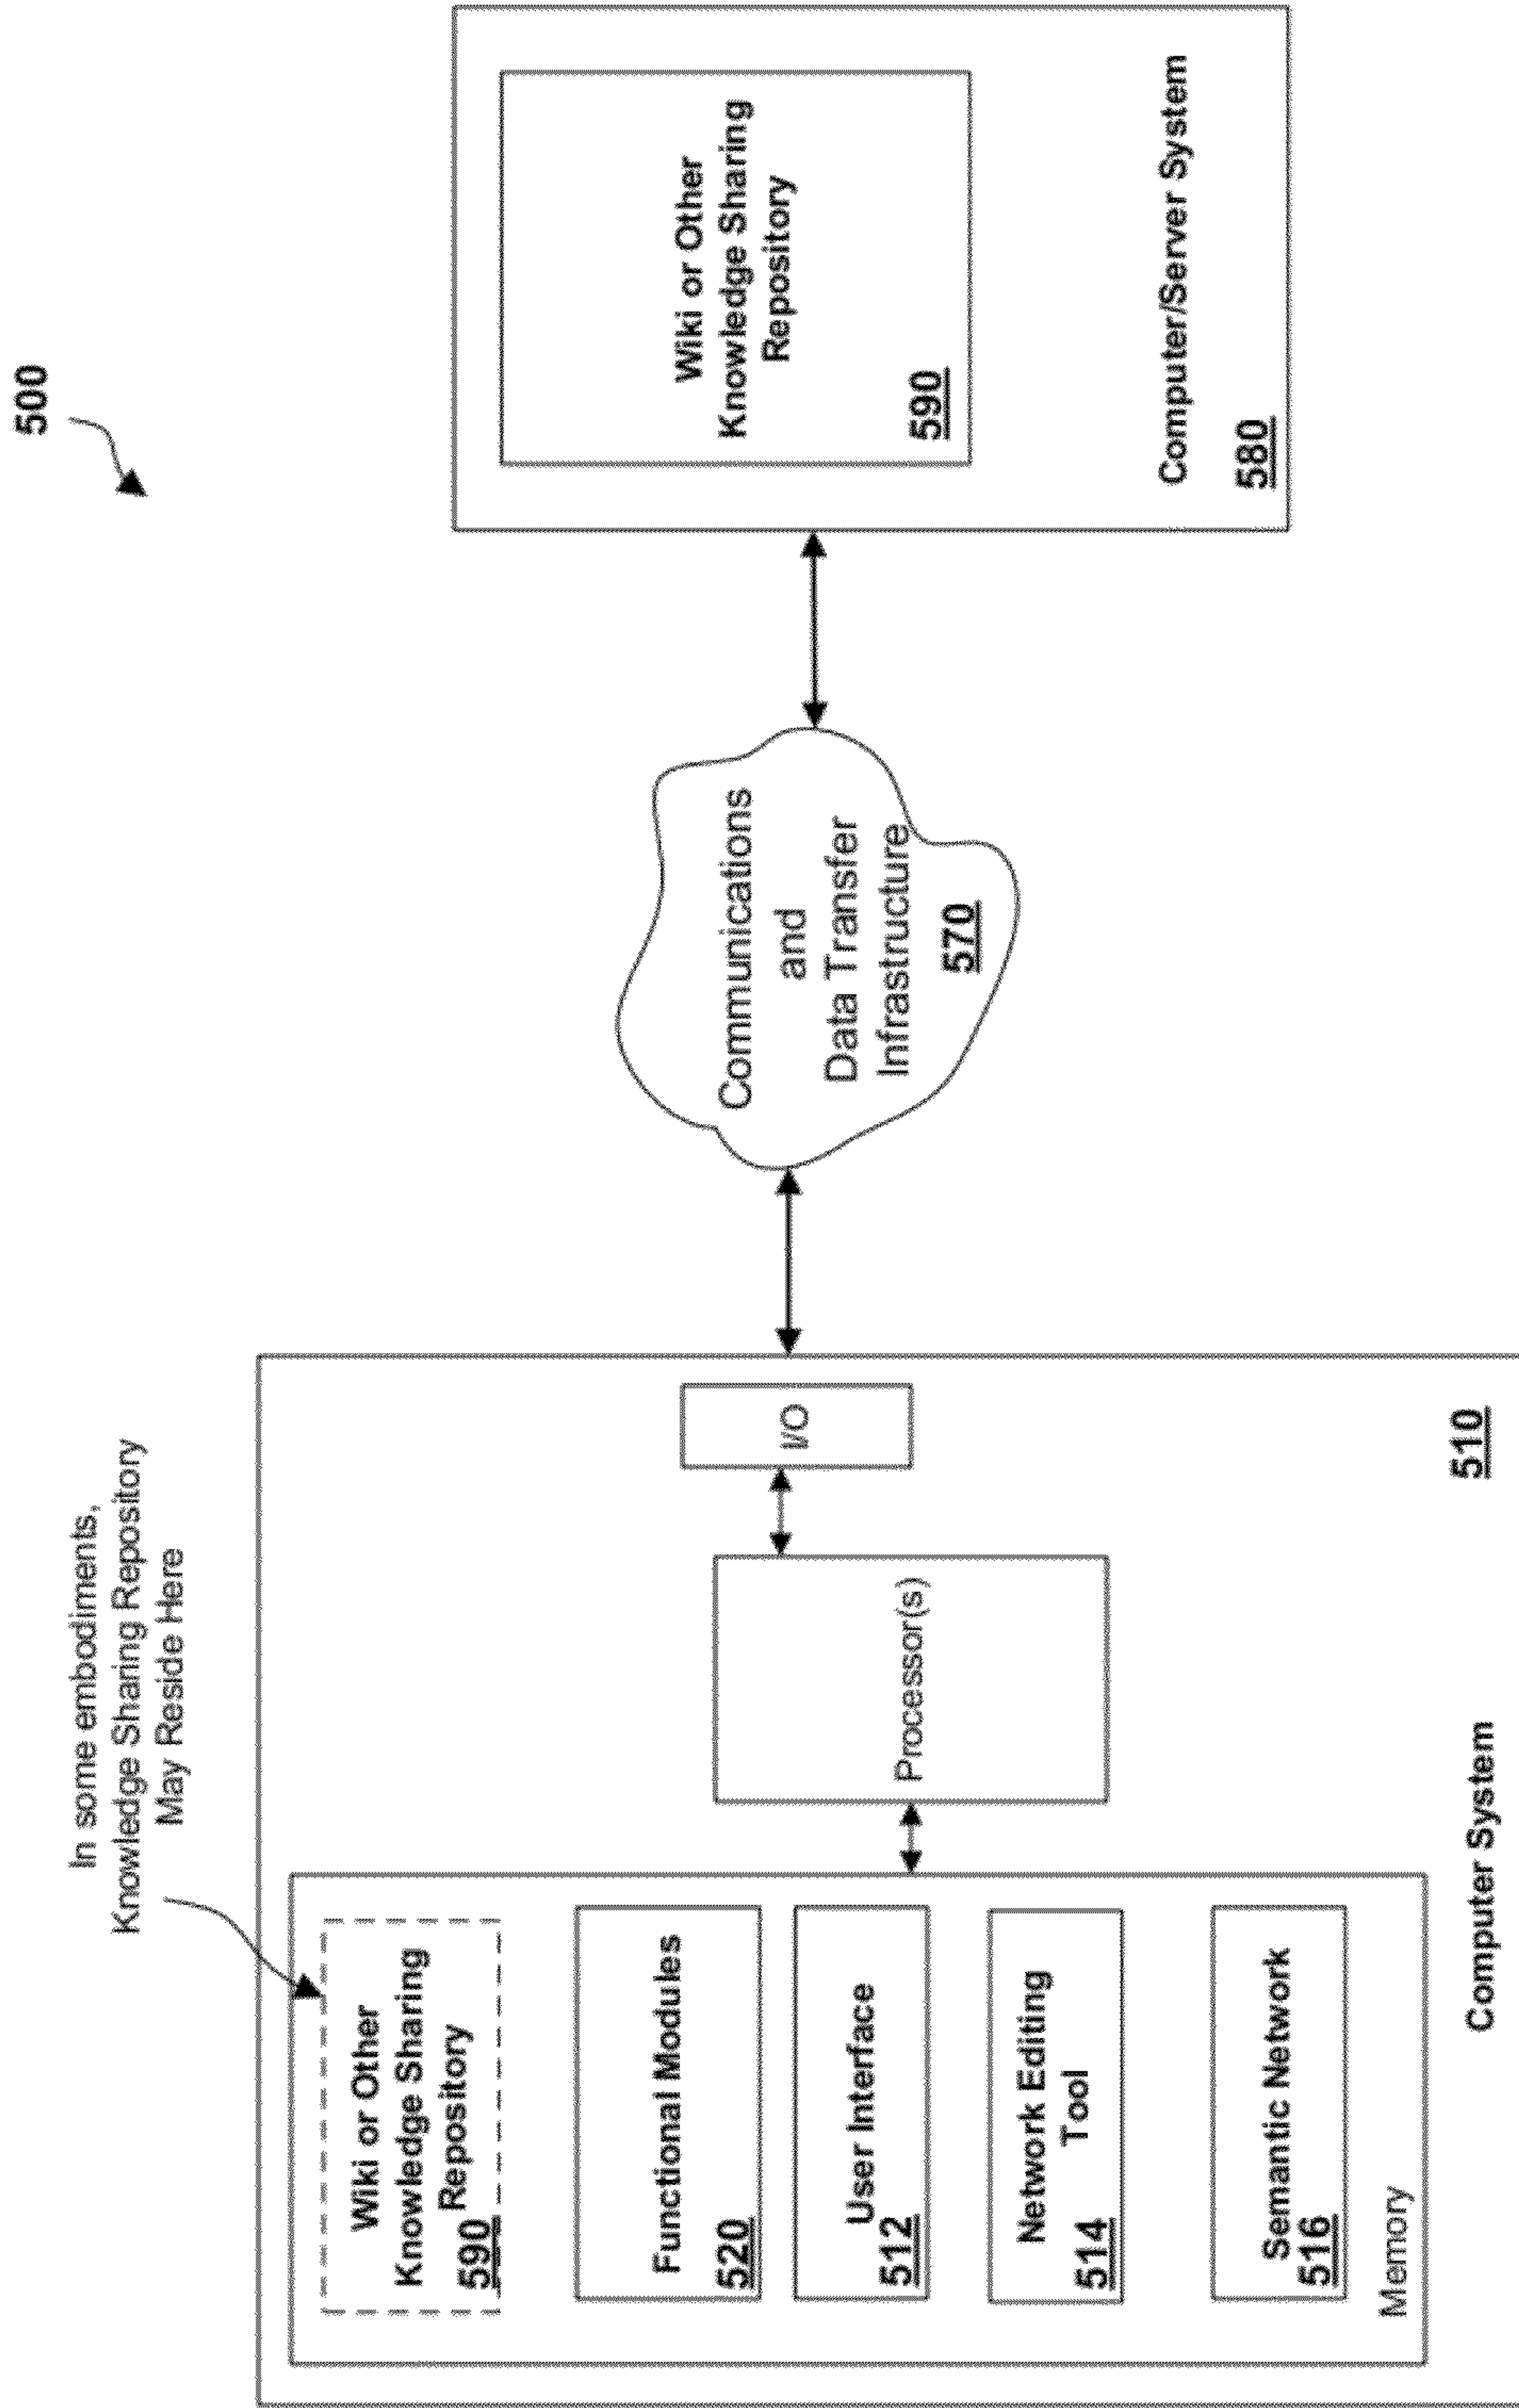 500
In some embodiments,
Knowledge Sharing Repository
May Reside Here
Wiki or Other
Knowledge Sharing
Repository
590
Functional Modules
520
User Interface
512
Network Editing
Tool
514
Semantic Network
516
Memory
Processor(s)
I/O
Computer System
510
Communications
and
Data Transfer
Infrastructure
570
Wiki or Other
Knowledge Sharing
Repository
590
Computer/Server System
580